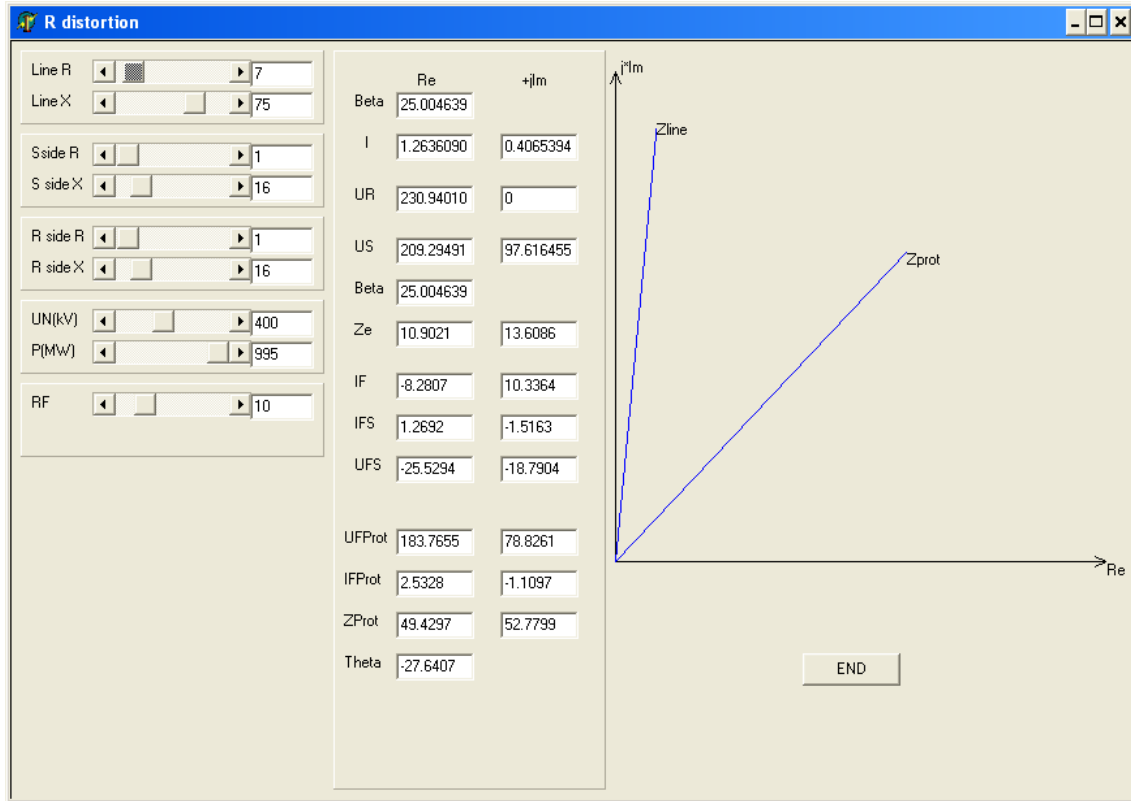 R distortion
Line R 7
Line X 75
Sside R 1
S side X 16
R side R 1
R side X 16
UN(kV) 400
P(MW) 995
RF 10
Re +jIm
Beta 25.004639
I 1.2636090 0.4065394
UR 230.94010 0
US 209.29491 97.616455
Beta 25.004639
Ze 10.9021 13.6086
IF -8.2807 10.3364
IFS 1.2692 -1.5163
UFS -25.5294 -18.7904
UFProt 183.7655 78.8261
IFProt 2.5328 -1.1097
ZProt 49.4297 52.7799
Theta -27.6407
j*Im
Zline
Zprot
Re
END